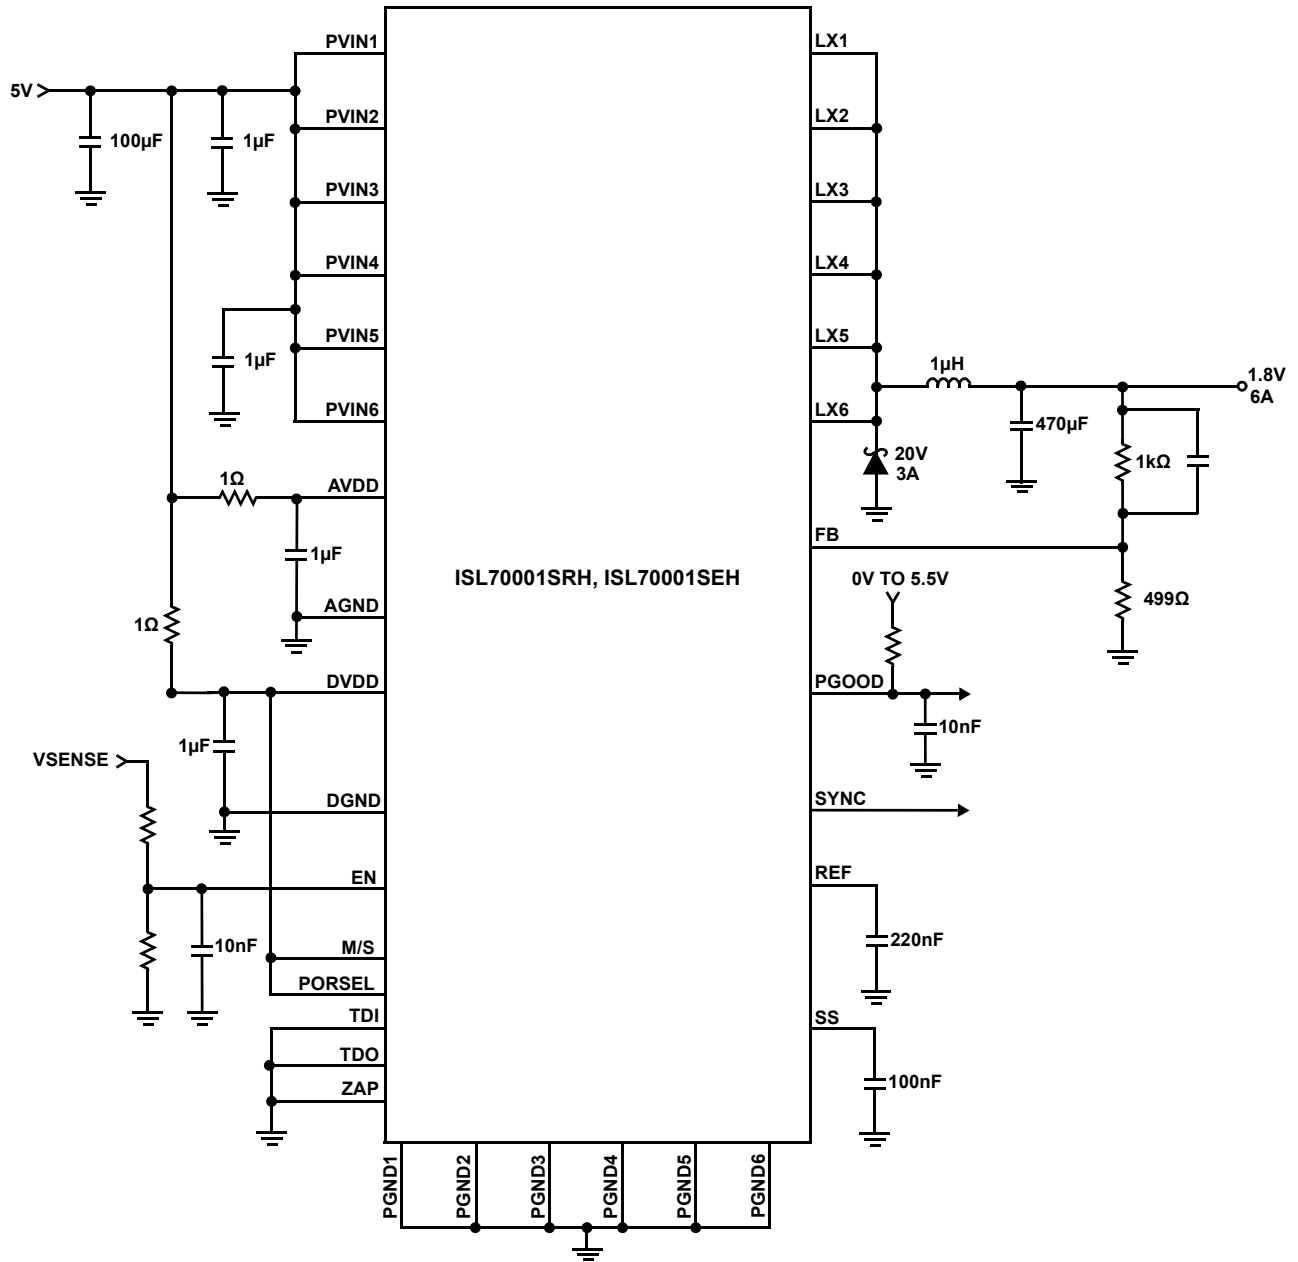 PVIN1
LX1
5V
PVIN2
LX2
100µF
1µF
PVIN3
LX3
PVIN4
LX4
PVIN5
LX5
1µF
1µH
1.8V
6A
PVIN6
LX6
470µF
20V
3A
1kΩ
1Ω
AVDD
FB
1µF
ISL70001SRH, ISL70001SEH
0V TO 5.5V
499Ω
AGND
1Ω
DVDD
PGOOD
10nF
1µF
VSENSE
DGND
SYNC
EN
REF
10nF
M/S
220nF
PORSEL
TDI
SS
TDO
100nF
ZAP
PGND1
PGND2
PGND3
PGND4
PGND5
PGND6